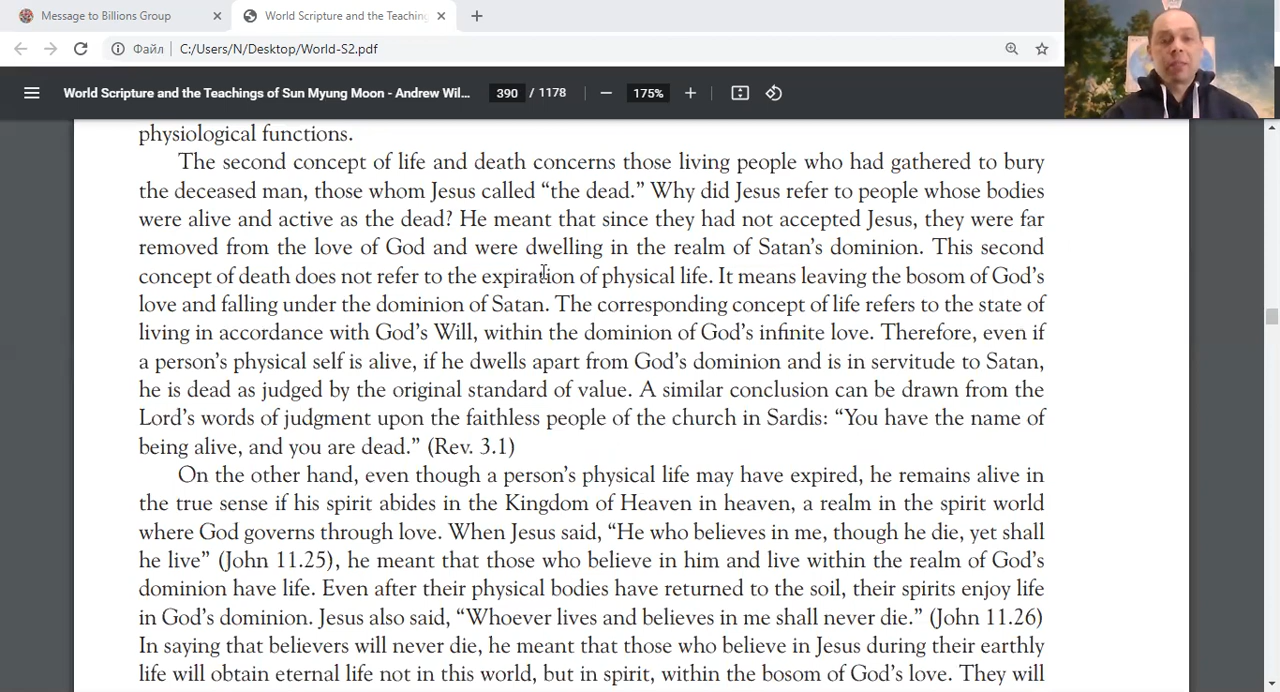 Message to Billions Group
World Scripture and the Teaching
Файл
C:/Users/N/Desktop/World-S2.pdf
World Scripture and the Teachings of Sun Myung Moon - Andrew Wil...
390 / 1178
175%
physiological functions.
The second concept of life and death concerns those living people who had gathered to bury
the deceased man, those whom Jesus called “the dead.” Why did Jesus refer to people whose bodies
were alive and active as the dead? He meant that since they had not accepted Jesus, they were far
removed from the love of God and were dwelling in the realm of Satan’s dominion. This second
concept of death does not refer to the expiration of physical life. It means leaving the bosom of God’s
love and falling under the dominion of Satan. The corresponding concept of life refers to the state of
living in accordance with God’s Will, within the dominion of God’s infinite love. Therefore, even if
a person’s physical self is alive, if he dwells apart from God’s dominion and is in servitude to Satan,
he is dead as judged by the original standard of value. A similar conclusion can be drawn from the
Lord’s words of judgment upon the faithless people of the church in Sardis: “You have the name of
being alive, and you are dead.” (Rev. 3.1)
On the other hand, even though a person’s physical life may have expired, he remains alive in
the true sense if his spirit abides in the Kingdom of Heaven in heaven, a realm in the spirit world
where God governs through love. When Jesus said, “He who believes in me, though he die, yet shall
he live” (John 11.25), he meant that those who believe in him and live within the realm of God’s
dominion have life. Even after their physical bodies have returned to the soil, their spirits enjoy life
in God’s dominion. Jesus also said, “Whoever lives and believes in me shall never die.” (John 11.26)
In saying that believers will never die, he meant that those who believe in Jesus during their earthly
life will obtain eternal life not in this world, but in spirit, within the bosom of God’s love. They will